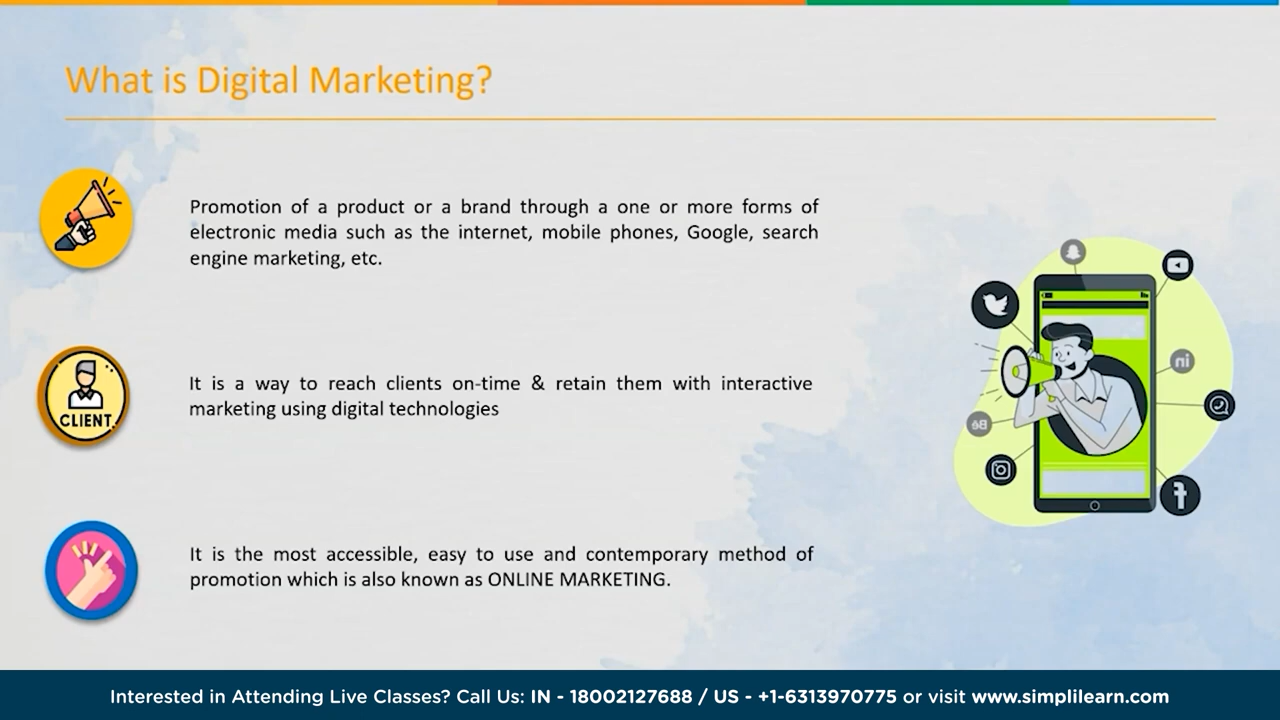 What is Digital Marketing?
Promotion of a product or a brand through a one or more forms of
electronic media such as the internet, mobile phones, Google, search
engine marketing, etc.
CLIENT
It is a way to reach clients on-time & retain them with interactive
marketing using digital technologies
It is the most accessible, easy to use and contemporary method of
promotion which is also known as ONLINE MARKETING.
Interested in Attending Live Classes? Call Us: IN - 18002127688 / US - +1-6313970775 or visit www.simplilearn.com